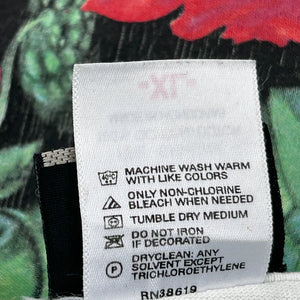 MACHINE WASH WARM
WITH LIKE COLORS
ONLY NON-CHLORINE
BLEACH WHEN NEEDED
TUMBLE DRY MEDIUM
DO NOT IRON
IF DECORATED
DRYCLEAN: ANY
SOLVENT EXCEPT
TRICHLOROETHYLENE
RN38619